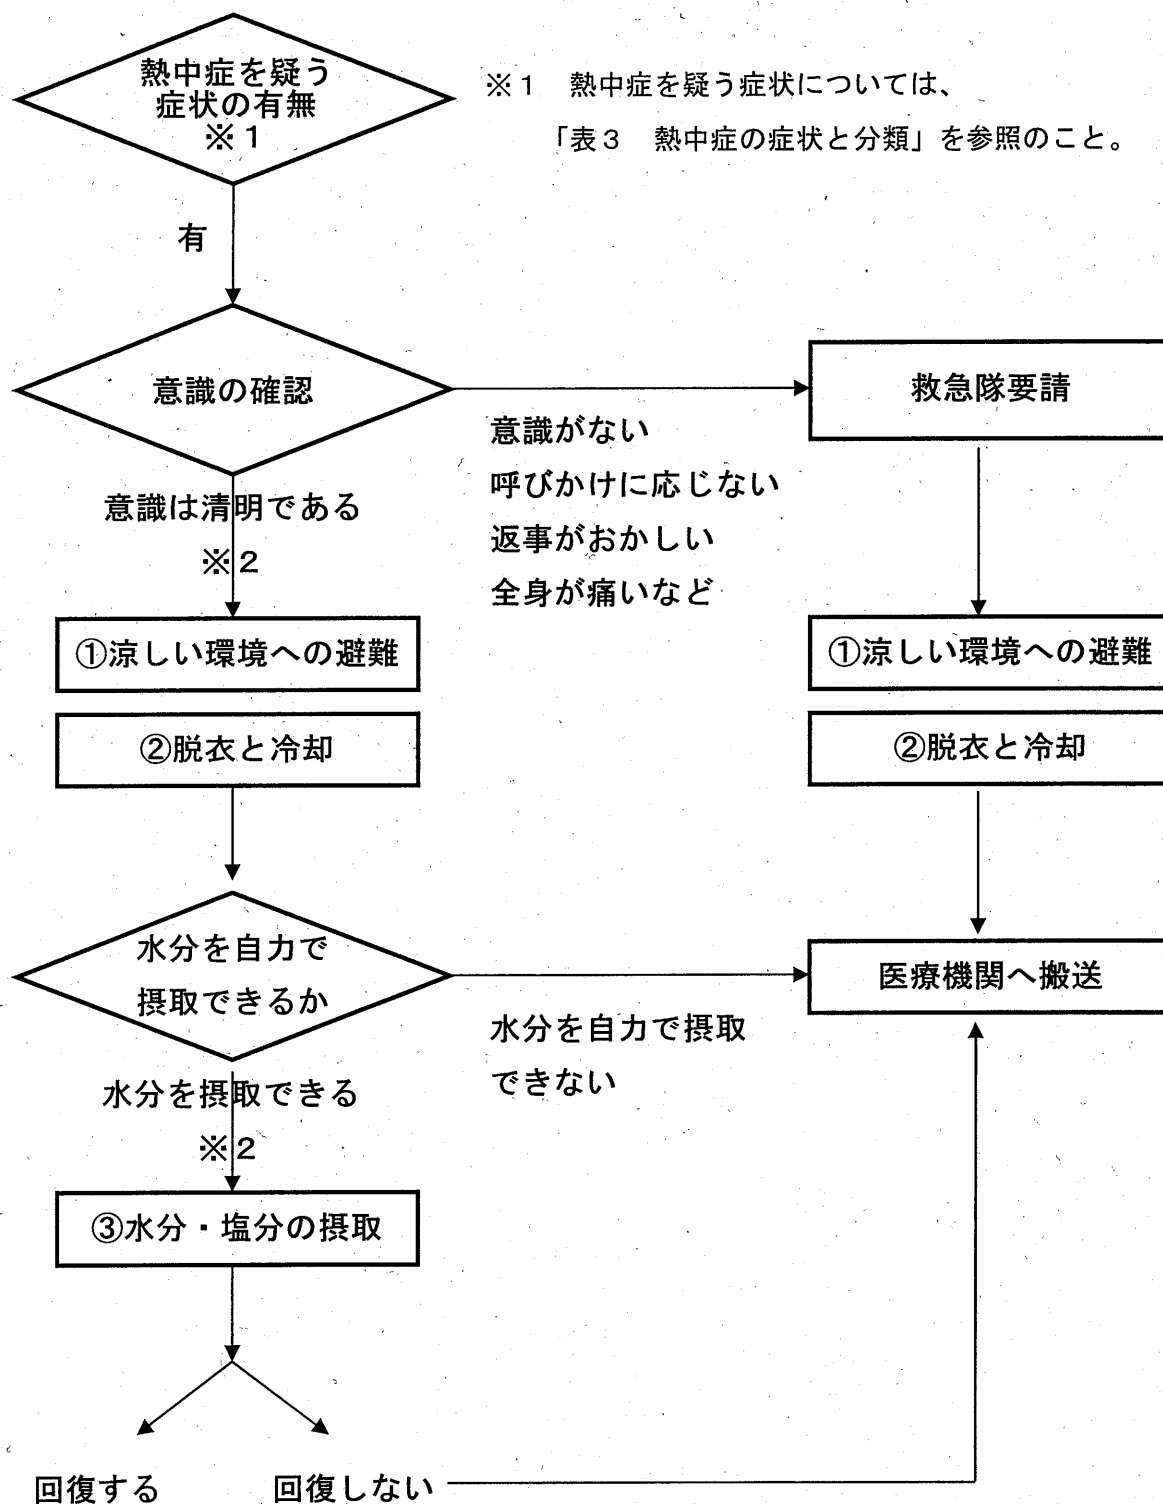 熱中症を疑う
症状の有無
※１
※１　熱中症を疑う症状については、
「表３　熱中症の症状と分類」を参照のこと。
有
意識の確認
救急隊要請
意識がない
呼びかけに応じない
返事がおかしい
全身が痛いなど
意識は清明である
※２
①涼しい環境への避難
①涼しい環境への避難
②脱衣と冷却
②脱衣と冷却
水分を自力で
摂取できるか
医療機関へ搬送
水分を自力で摂取
できない
水分を摂取できる
※２
③水分・塩分の摂取
回復する
回復しない